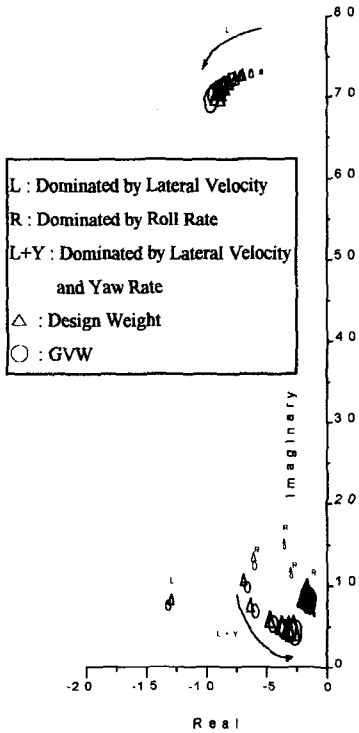 8 0
L
7 0
6 0
L : Dominated by Lateral Velocity
R : Dominated by Roll Rate
L+Y : Dominated by Lateral Velocity
and Yaw Rate
△ : Design Weight
○ : GVW
5 0
4 0
3 0
Imaginary
2 0
R
R
R
R
L
1 0
L + Y
0
-2 0
-1 5
-1 0
-5
-0
Real